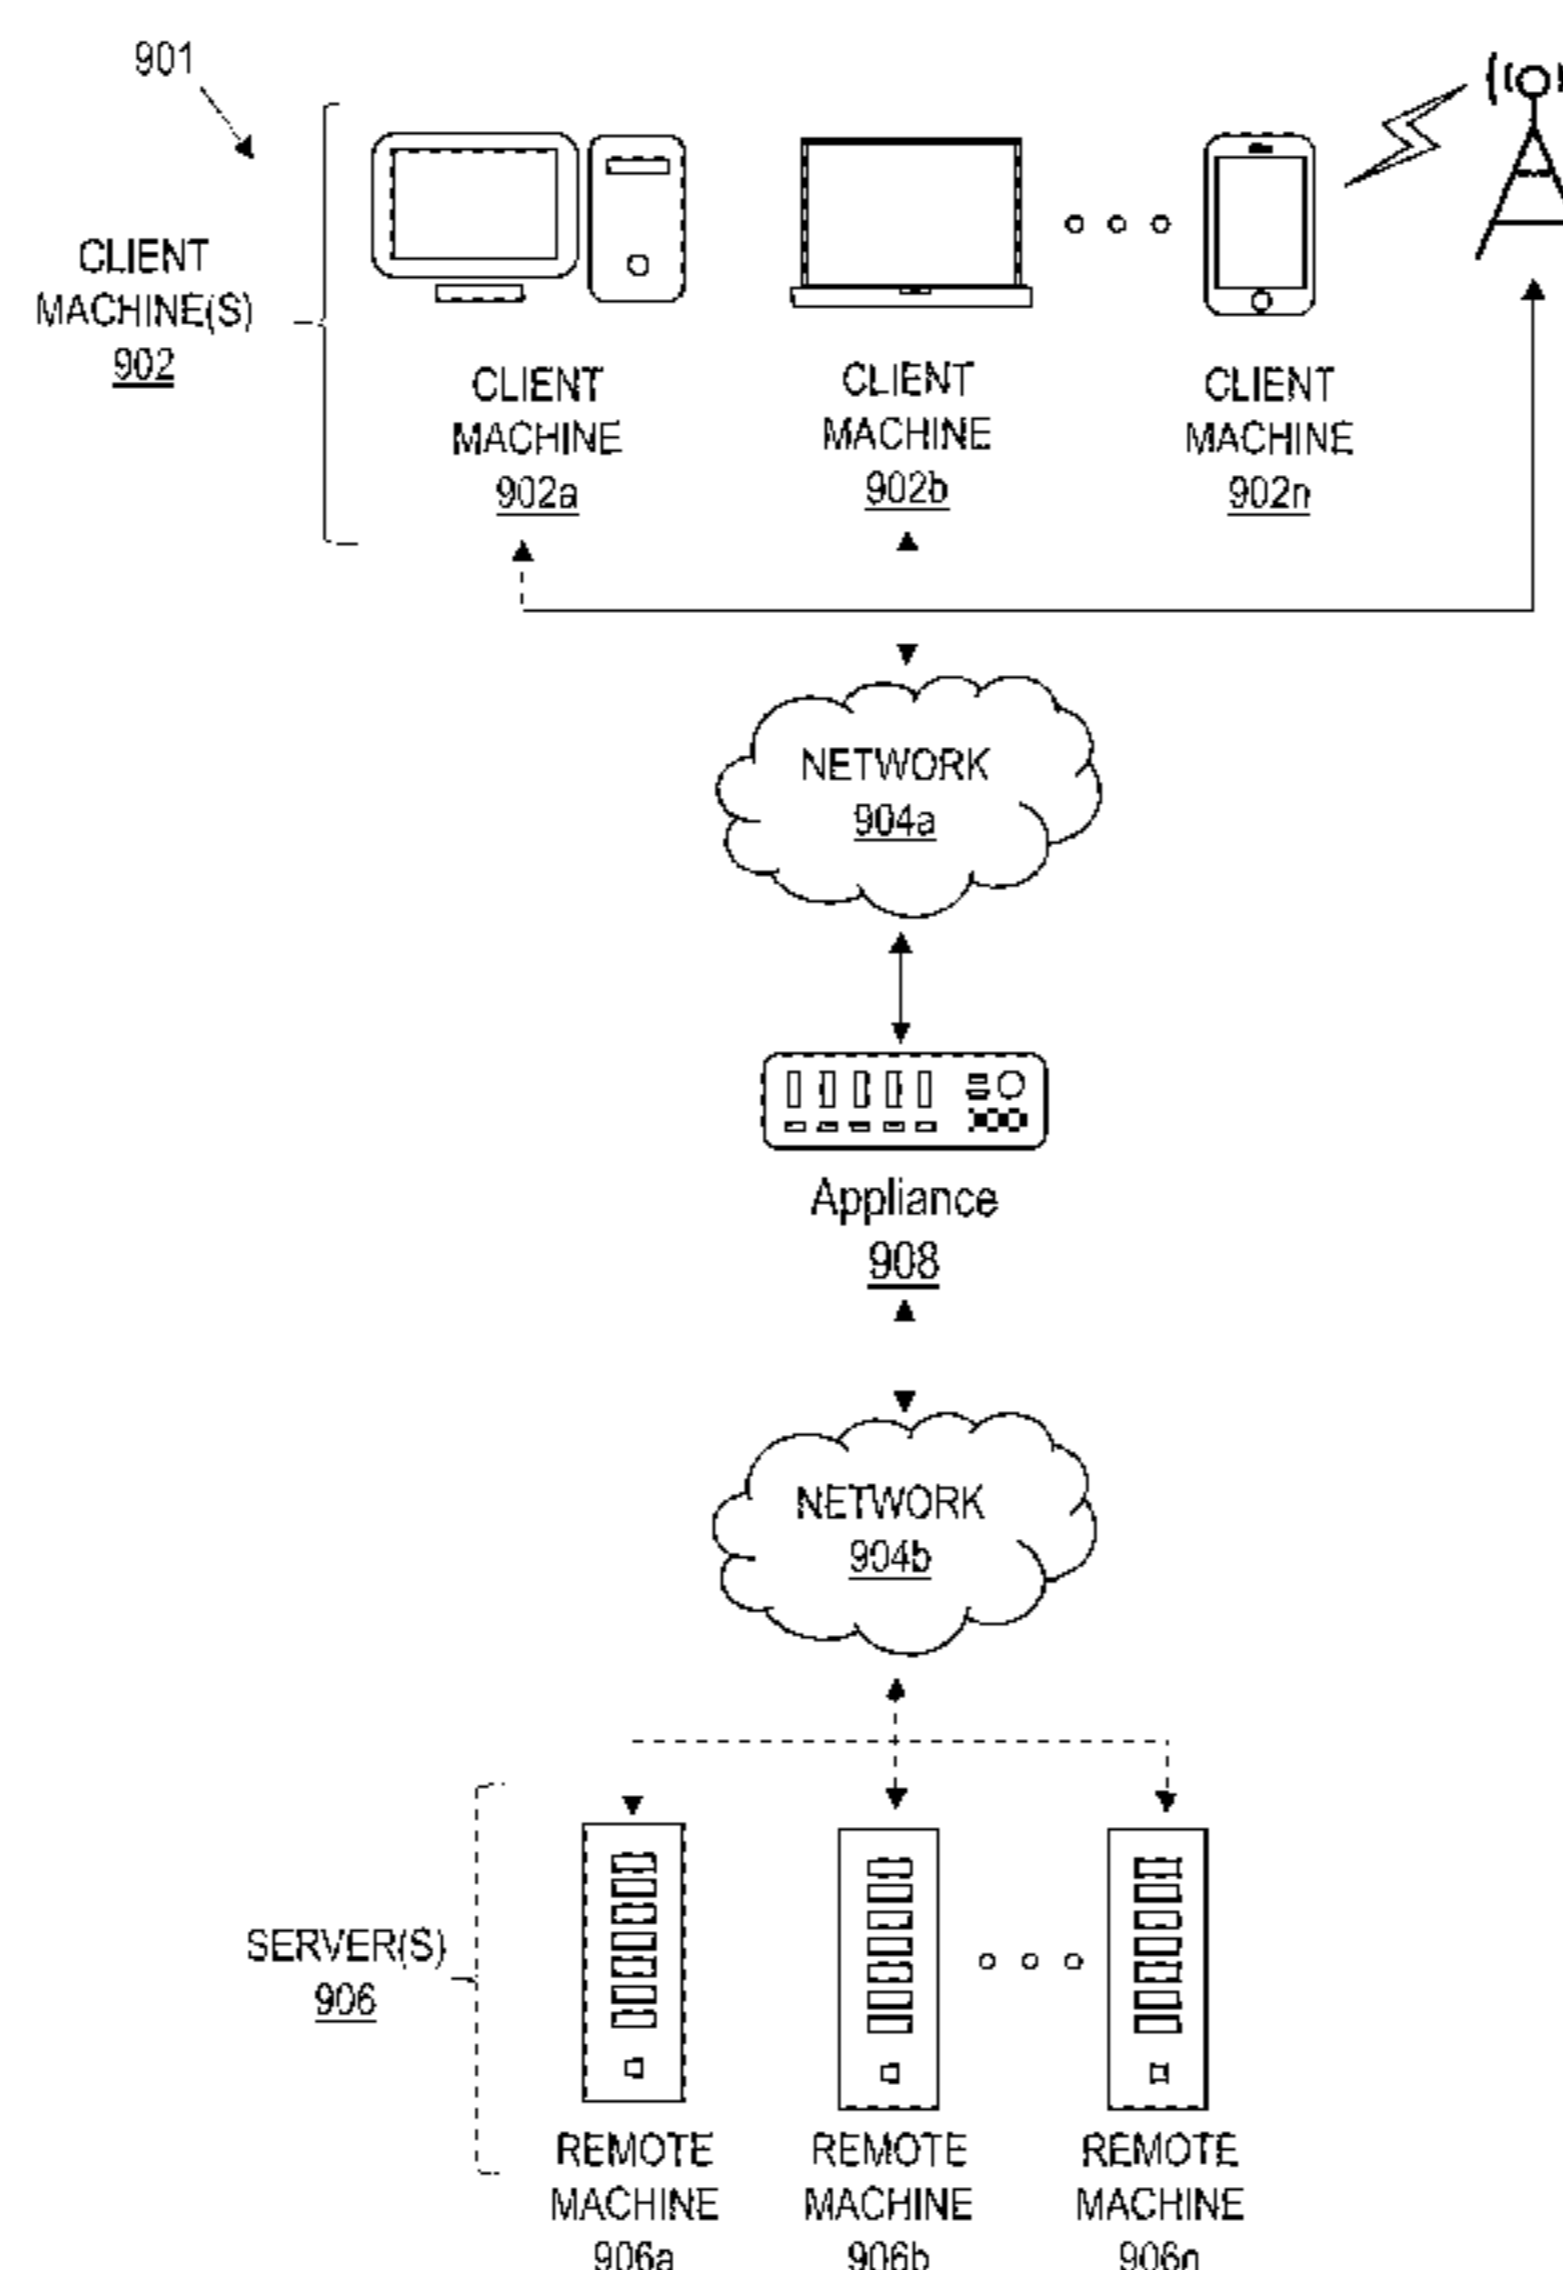 901
CLIENT
MACHINE(S)
902
CLIENT
MACHINE
902a
CLIENT
MACHINE
902b
CLIENT
MACHINE
902n
NETWORK
904a
Appliance
908
NETWORK
904b
SERVER(S)
906
REMOTE
MACHINE
906a
REMOTE
MACHINE
906b
REMOTE
MACHINE
906n